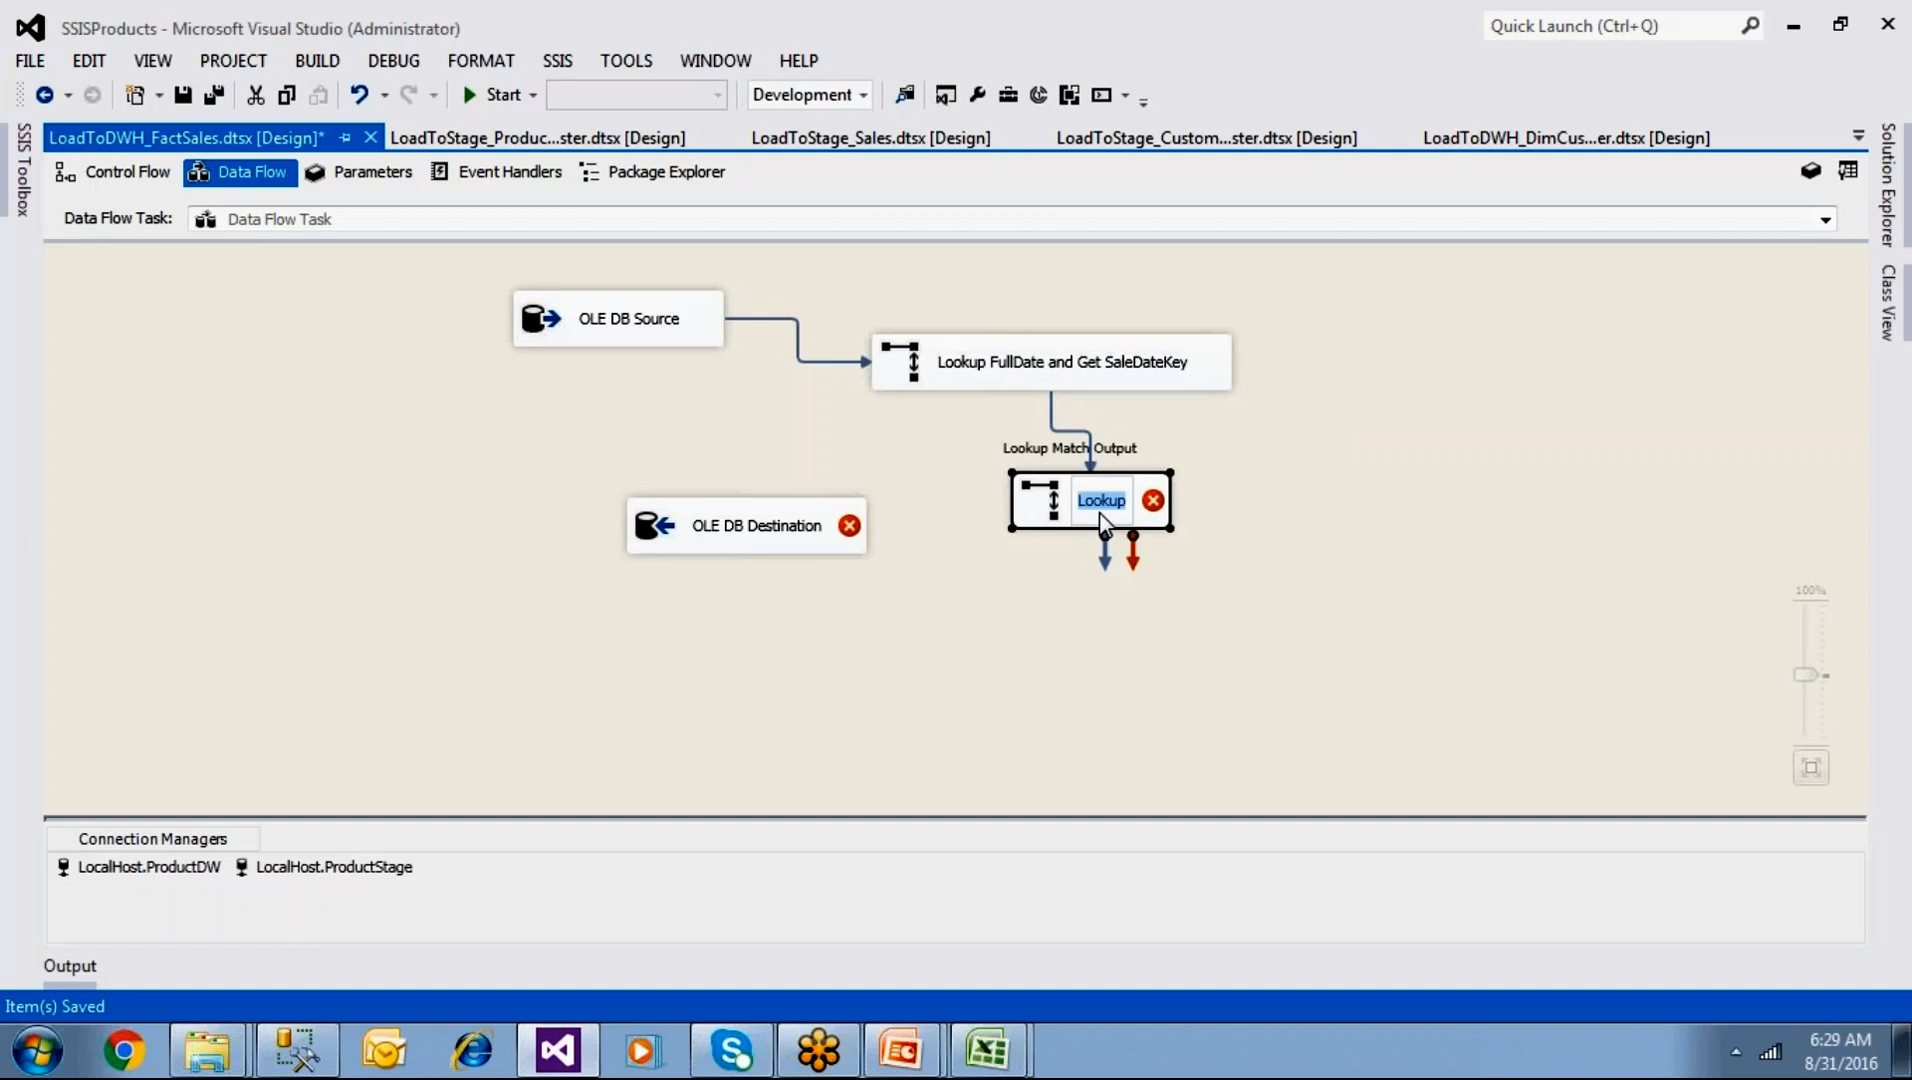 SSISProducts - Microsoft Visual Studio (Administrator)
Quick Launch (Ctrl+Q)
FILE EDIT VIEW PROJECT BUILD DEBUG FORMAT SSIS TOOLS WINDOW HELP
Start Development
LoadToDWH_FactSales.dtsx [Design]* LoadToStage_Produc...ster.dtsx [Design] LoadToStage_Sales.dtsx [Design] LoadToStage_Custom...ster.dtsx [Design] LoadToDWH_DimCus...er.dtsx [Design]
SSIS Toolbox
Solution Explorer
Class View
Control Flow Data Flow Parameters Event Handlers Package Explorer
Data Flow Task: Data Flow Task
OLE DB Source
Lookup FullDate and Get SaleDateKey
Lookup Match Output
Lookup
OLE DB Destination
100%
Connection Managers
LocalHost.ProductDW LocalHost.ProductStage
Output
Item(s) Saved
6:29 AM
8/31/2016